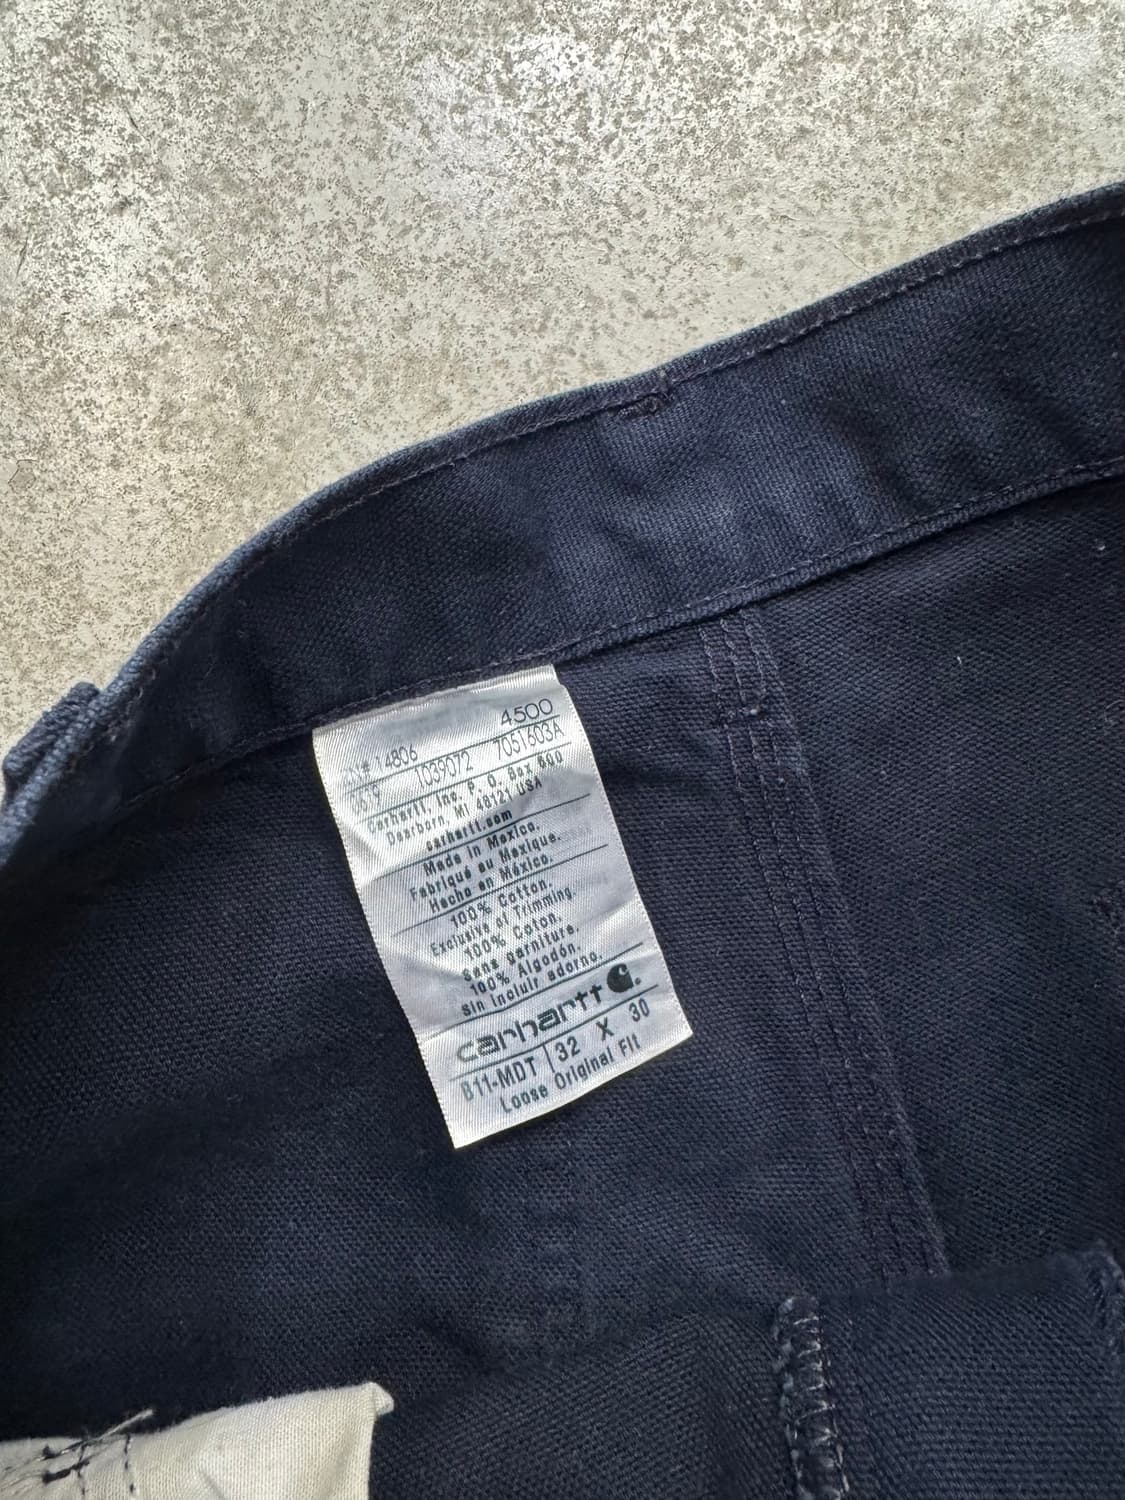 4500
RN# 14806
0619 1039072 7051603A
Carhartt, Inc. P. O. Box 600
Dearborn, MI 48121 USA
carhartt.com
Made in Mexico.
Fabriqué au Mexique.
Hecho en México.
100% Cotton.
Exclusive of Trimming.
100% Coton.
Sans garniture.
100% Algodón.
Sin incluir adorno.
carhartt
B11-MDT 32 X 30
Loose Original Fit